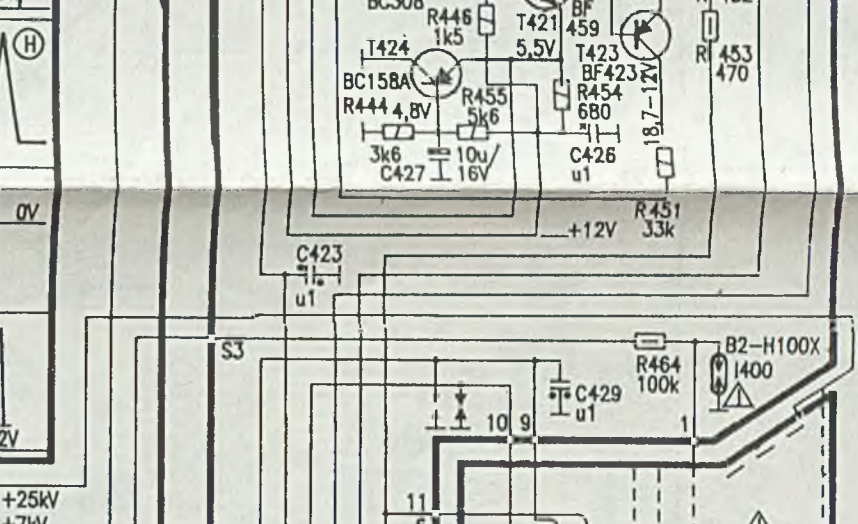 BC308
R446
1k5
T421
BF
459
H
T424
5,5V
T423
BF423
R 453
470
BC158A
R455
5k6
R454
680
R444
4,8V
18,7-12V
3k6
C427
10u/
16V
C426
u1
0V
R451
33k
+12V
C423
u1
S3
R464
100k
B2-H100X
I400
C429
u1
10 9
1
2V
+25kV
11